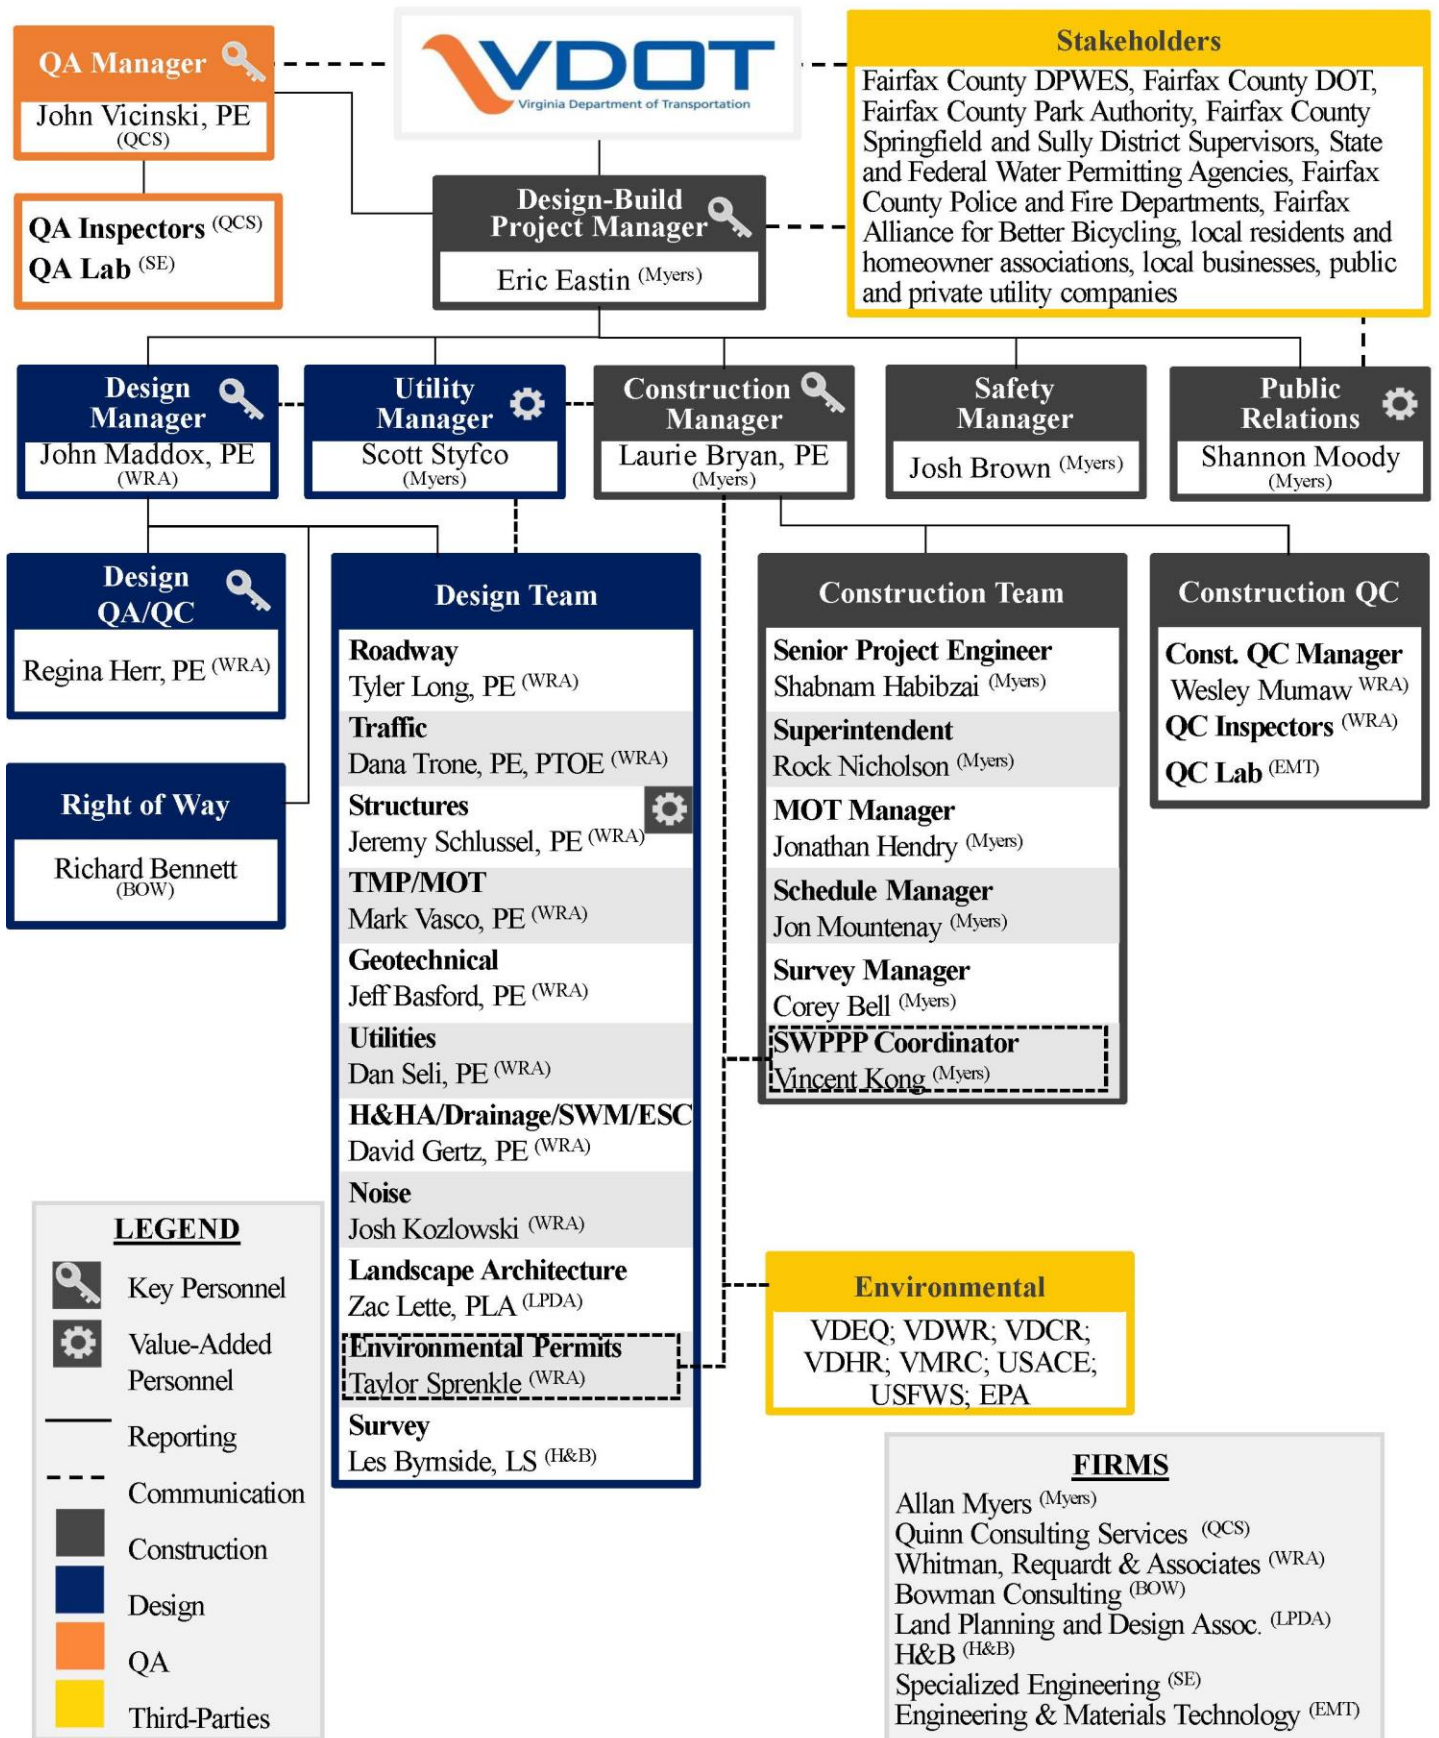 QA Manager
John Vicinski, PE
(QCS)
QA Inspectors (QCS)
QA Lab (SE)
VDOT
Virginia Department of Transportation
Design-Build
Project Manager
Eric Eastin (Myers)
Stakeholders
Fairfax County DPWES, Fairfax County DOT,
Fairfax County Park Authority, Fairfax County
Springfield and Sully District Supervisors, State
and Federal Water Permitting Agencies, Fairfax
County Police and Fire Departments, Fairfax
Alliance for Better Bicycling, local residents and
homeowner associations, local businesses, public
and private utility companies
Design
Manager
John Maddox, PE
(WRA)
Utility
Manager
Scott Styfco
(Myers)
Construction
Manager
Laurie Bryan, PE
(Myers)
Safety
Manager
Josh Brown (Myers)
Public
Relations
Shannon Moody
(Myers)
Design
QA/QC
Regina Herr, PE (WRA)
Right of Way
Richard Bennett
(BOW)
Design Team
Roadway
Tyler Long, PE (WRA)
Traffic
Dana Trone, PE, PTOE (WRA)
Structures
Jeremy Schlussel, PE (WRA)
TMP/MOT
Mark Vasco, PE (WRA)
Geotechnical
Jeff Basford, PE (WRA)
Utilities
Dan Seli, PE (WRA)
H&HA/Drainage/SWM/ESC
David Gertz, PE (WRA)
Noise
Josh Kozlowski (WRA)
Landscape Architecture
Zac Lette, PLA (LPDA)
Environmental Permits
Taylor Sprenkle (WRA)
Survey
Les Byrnside, LS (H&B)
Construction Team
Senior Project Engineer
Shabnam Habibzai (Myers)
Superintendent
Rock Nicholson (Myers)
MOT Manager
Jonathan Hendry (Myers)
Schedule Manager
Jon Mountenay (Myers)
Survey Manager
Corey Bell (Myers)
SWPPP Coordinator
Vincent Kong (Myers)
Construction QC
Const. QC Manager
Wesley Mumaw WRA)
QC Inspectors (WRA)
QC Lab (EMT)
Environmental
VDEQ; VDWR; VDCR;
VDHR; VMRC; USACE;
USFWS; EPA
LEGEND
Key Personnel
Value-Added
Personnel
Reporting
Communication
Construction
Design
QA
Third-Parties
FIRMS
Allan Myers (Myers)
Quinn Consulting Services (QCS)
Whitman, Requardt & Associates (WRA)
Bowman Consulting (BOW)
Land Planning and Design Assoc. (LPDA)
H&B (H&B)
Specialized Engineering (SE)
Engineering & Materials Technology (EMT)